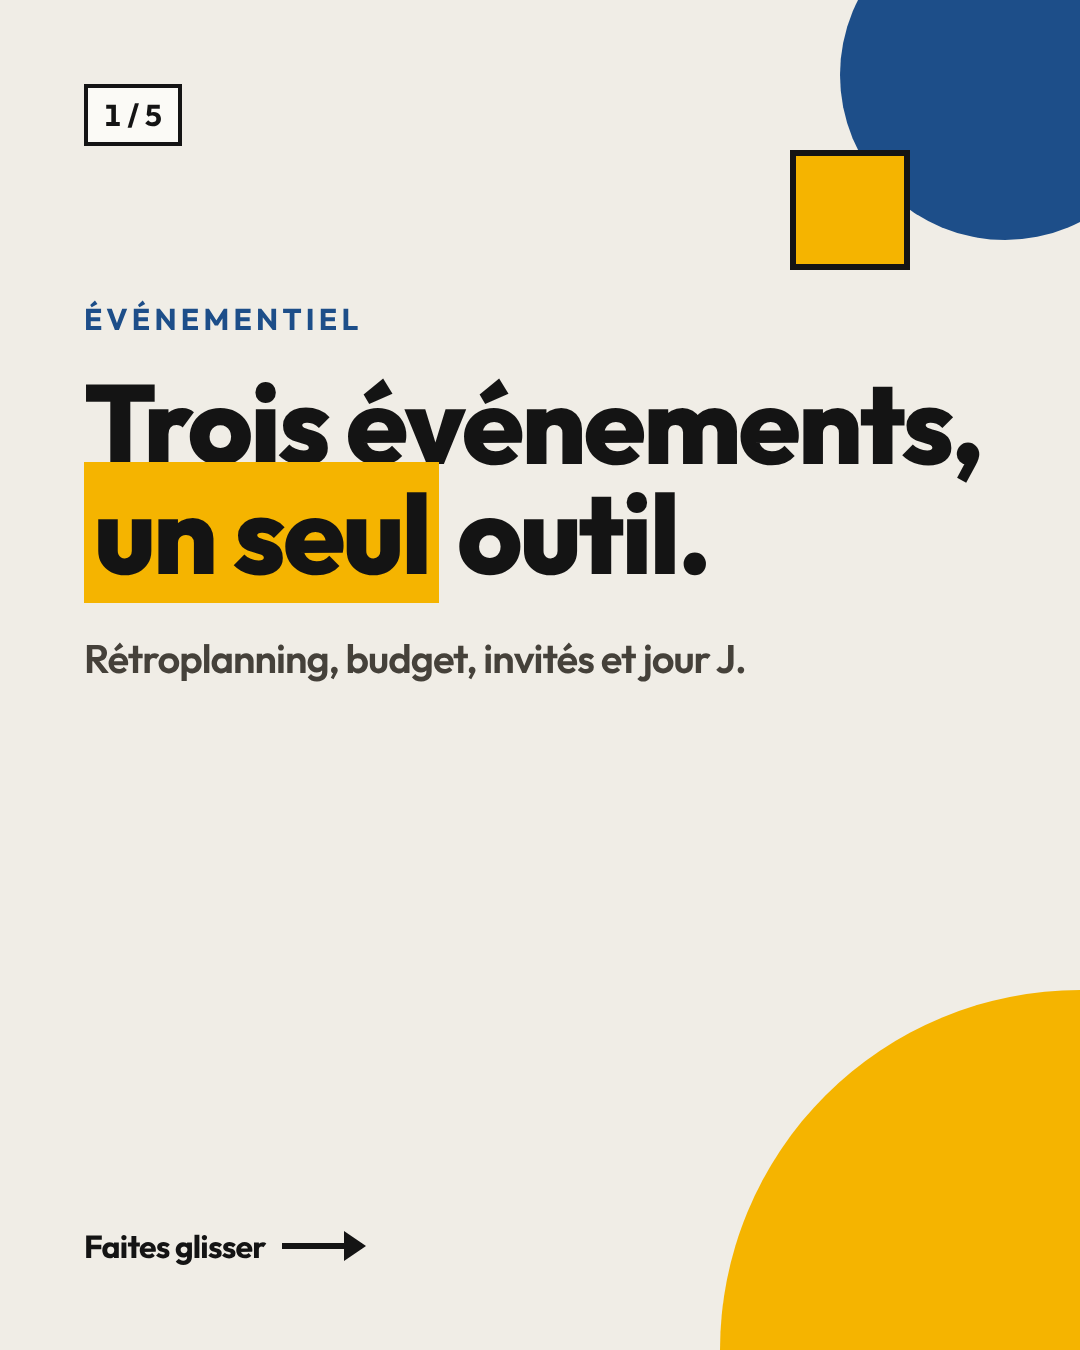 1 / 5
ÉVÉNEMENTIEL
Trois événements,
un seul outil.
Rétroplanning, budget, invités et jour J.
Faites glisser